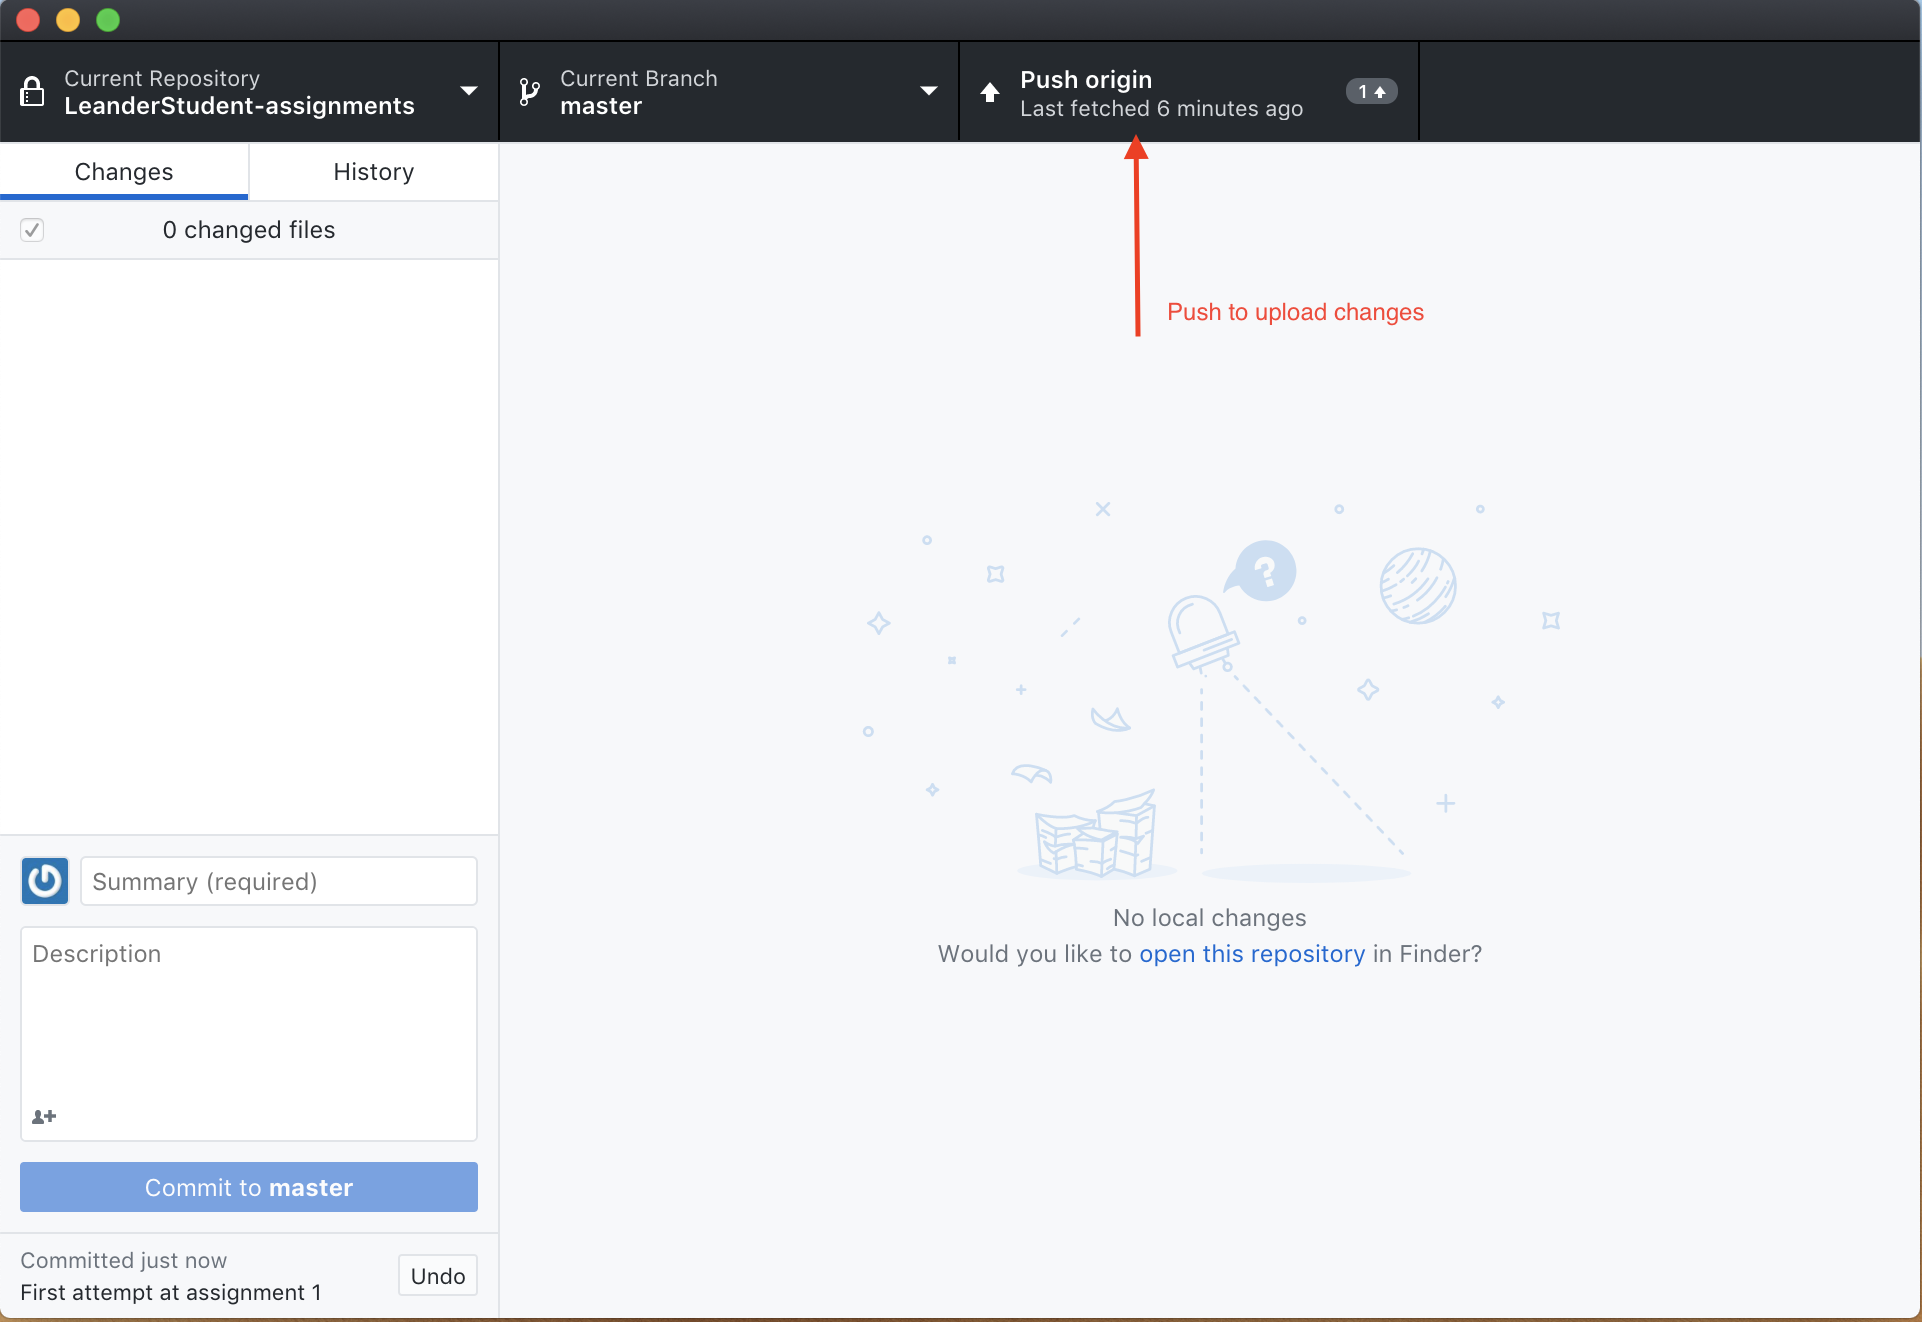 Current Repository
LeanderStudent-assignments
Current Branch
master
Push origin
Last fetched 6 minutes ago
1
Changes
History
0 changed files
Push to upload changes
?
No local changes
Would you like to open this repository in Finder?
Summary (required)
Description
Commit to master
Committed just now
First attempt at assignment 1
Undo